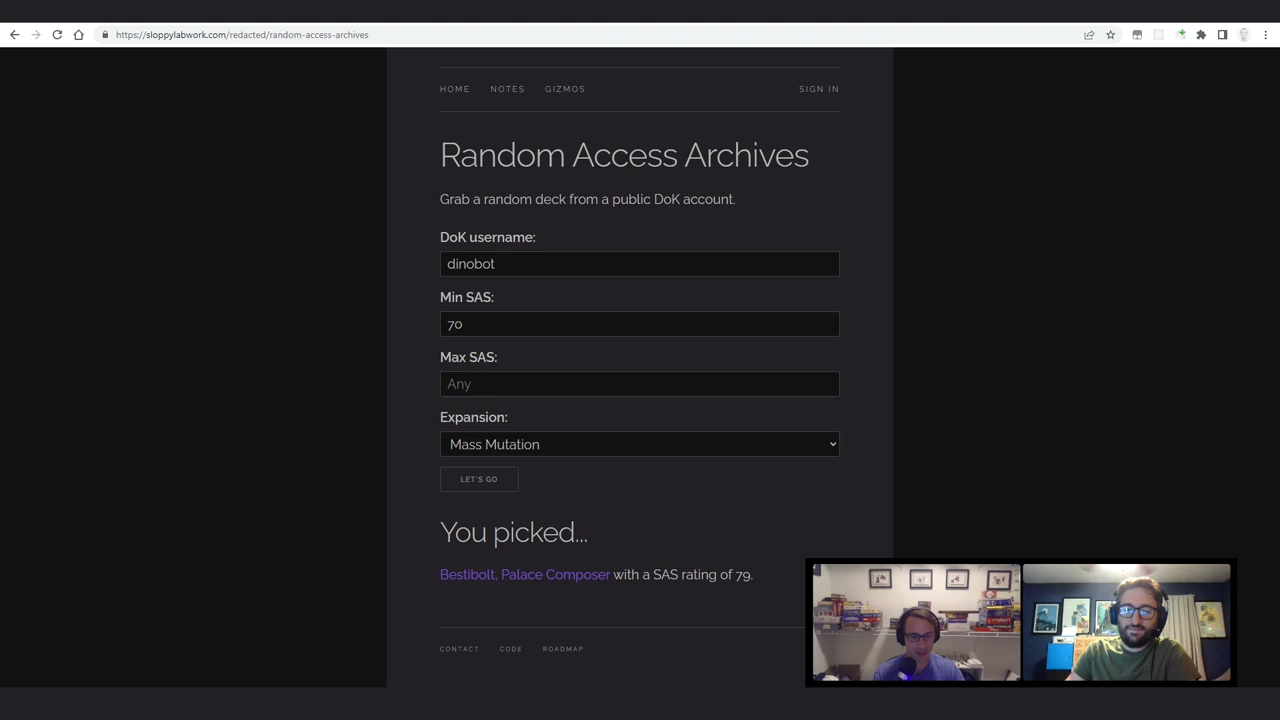 https://sloppylabwork.com/redacted/random-access-archives
HOME NOTES GIZMOS SIGN IN
Random Access Archives
Grab a random deck from a public DoK account.
DoK username:
dinobot
Min SAS:
70
Max SAS:
Any
Expansion:
Mass Mutation
LET'S GO
You picked...
Bestibolt, Palace Composer with a SAS rating of 79.
CONTACT CODE ROADMAP